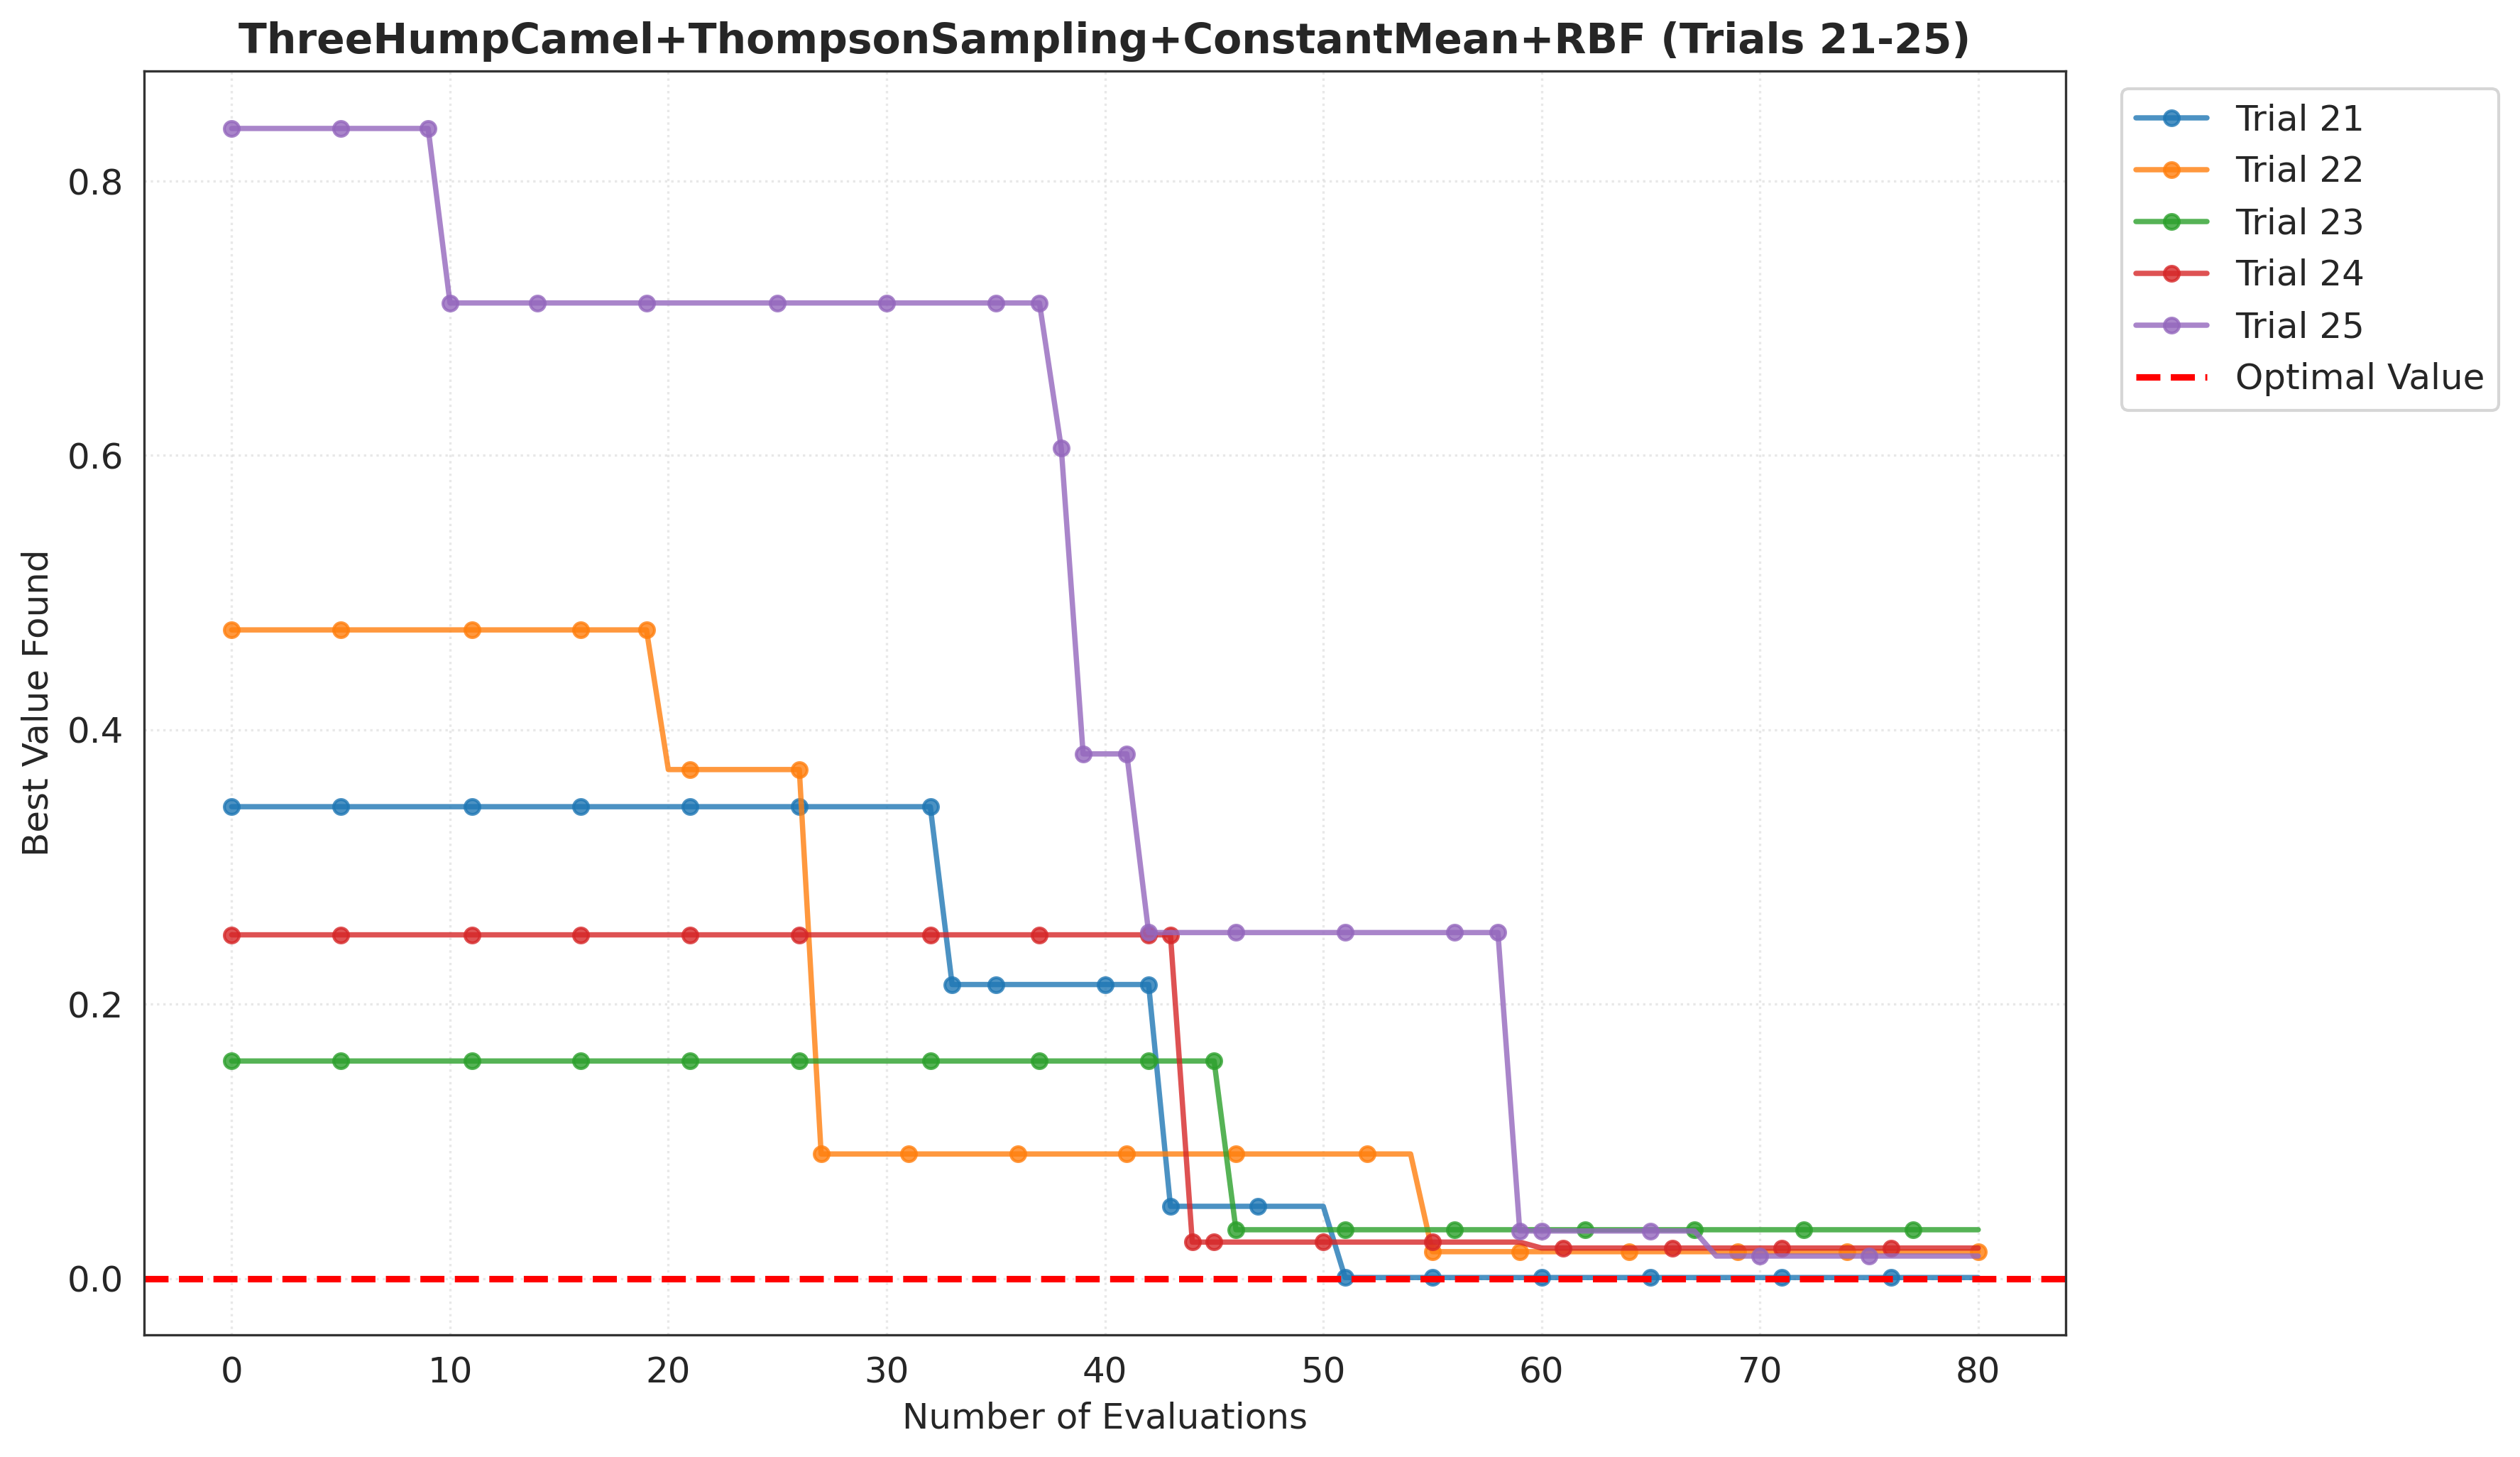 ThreeHumpCamel+ThompsonSampling+ConstantMean+RBF (Trials 21-25)
Trial 21
Trial 22
Trial 23
Trial 24
Trial 25
Optimal Value
Best Value Found
0.8
0.6
0.4
0.2
0.0
0 10 20 30 40 50 60 70 80
Number of Evaluations